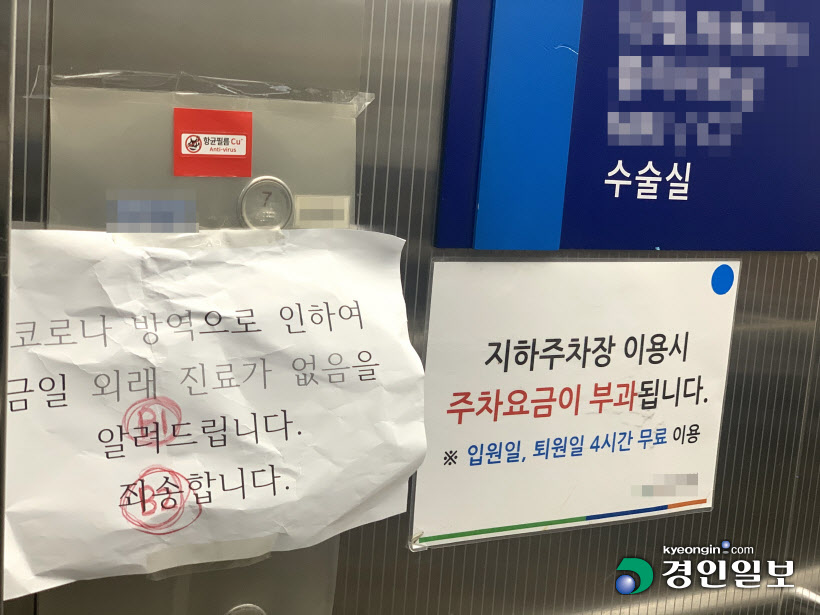 항균필름 Cu⁺
Anti-virus
7
코로나 방역으로 인하여
금일 외래 진료가 없음을
알려드립니다.
죄송합니다.
B1
B2
수술실
지하주차장 이용시
주차요금이 부과됩니다.
※ 입원일, 퇴원일 4시간 무료 이용
kyeongin.com
경인일보